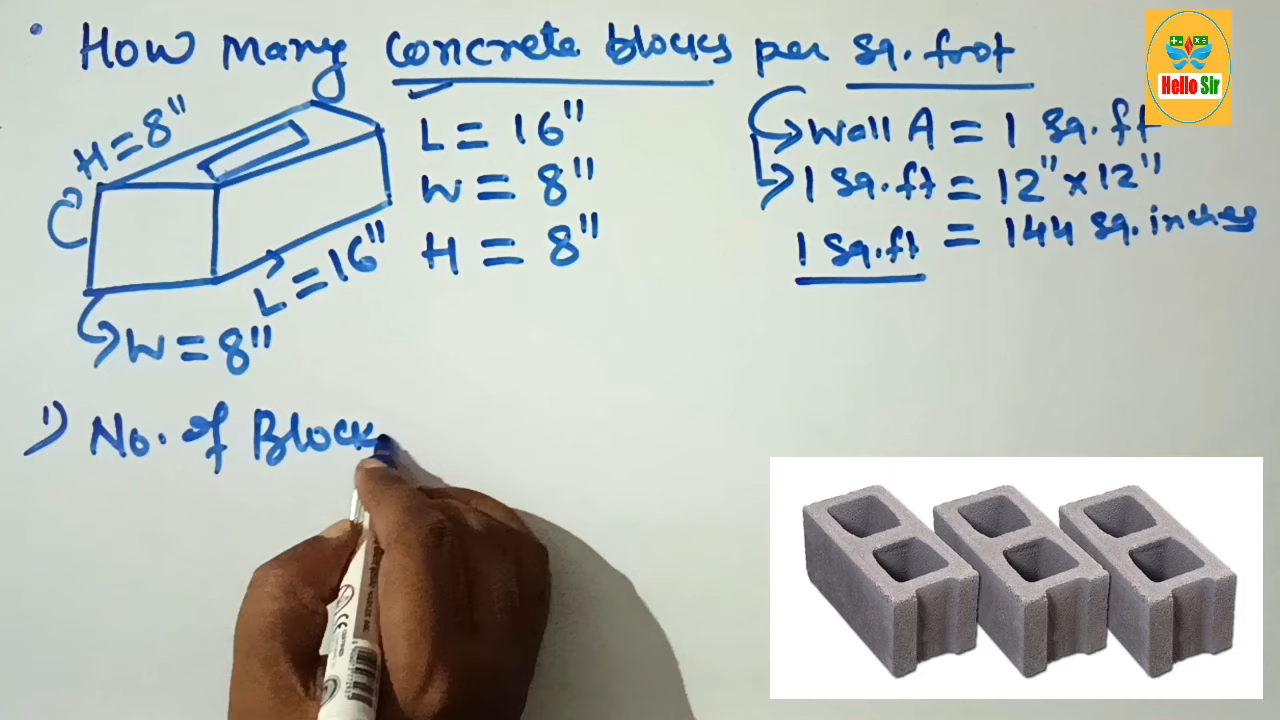 • How many concrete blocks per sq. foot
Hello Sir
H = 8"
L = 16"
W = 8"
L = 16"
W = 8"
H = 8"
Wall A = 1 sq. ft
1 sq.ft = 12" x 12"
1 sq.ft = 144 sq. inches
1) No. of Block